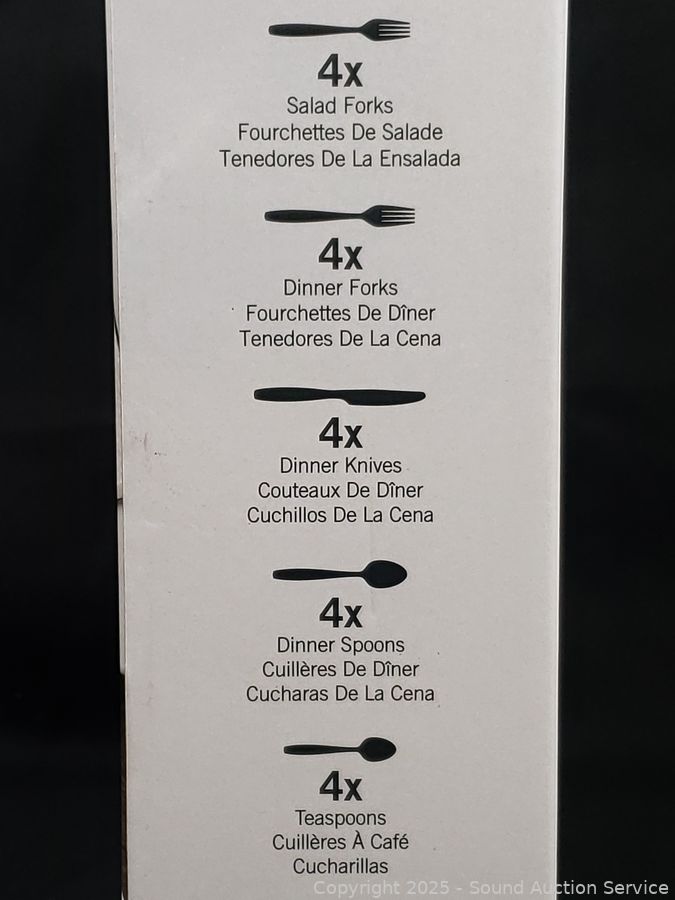 4x
Salad Forks
Fourchettes De Salade
Tenedores De La Ensalada
4x
Dinner Forks
Fourchettes De Dîner
Tenedores De La Cena
4x
Dinner Knives
Couteaux De Dîner
Cuchillos De La Cena
4x
Dinner Spoons
Cuillères De Dîner
Cucharas De La Cena
4x
Teaspoons
Cuillères À Café
Cucharillas
Copyright 2025 - Sound Auction Service